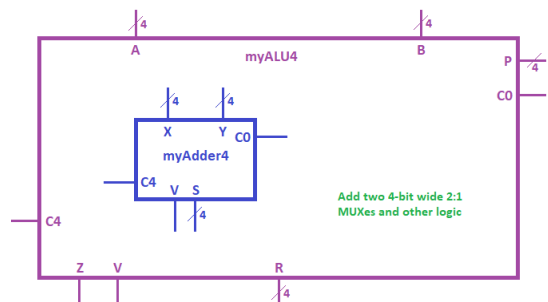 4
4
A
B
myALU4
P
4
C0
4
4
X
Y
C0
myAdder4
C4
V S
4
Add two 4-bit wide 2:1
MUXes and other logic
C4
Z
V
R
4